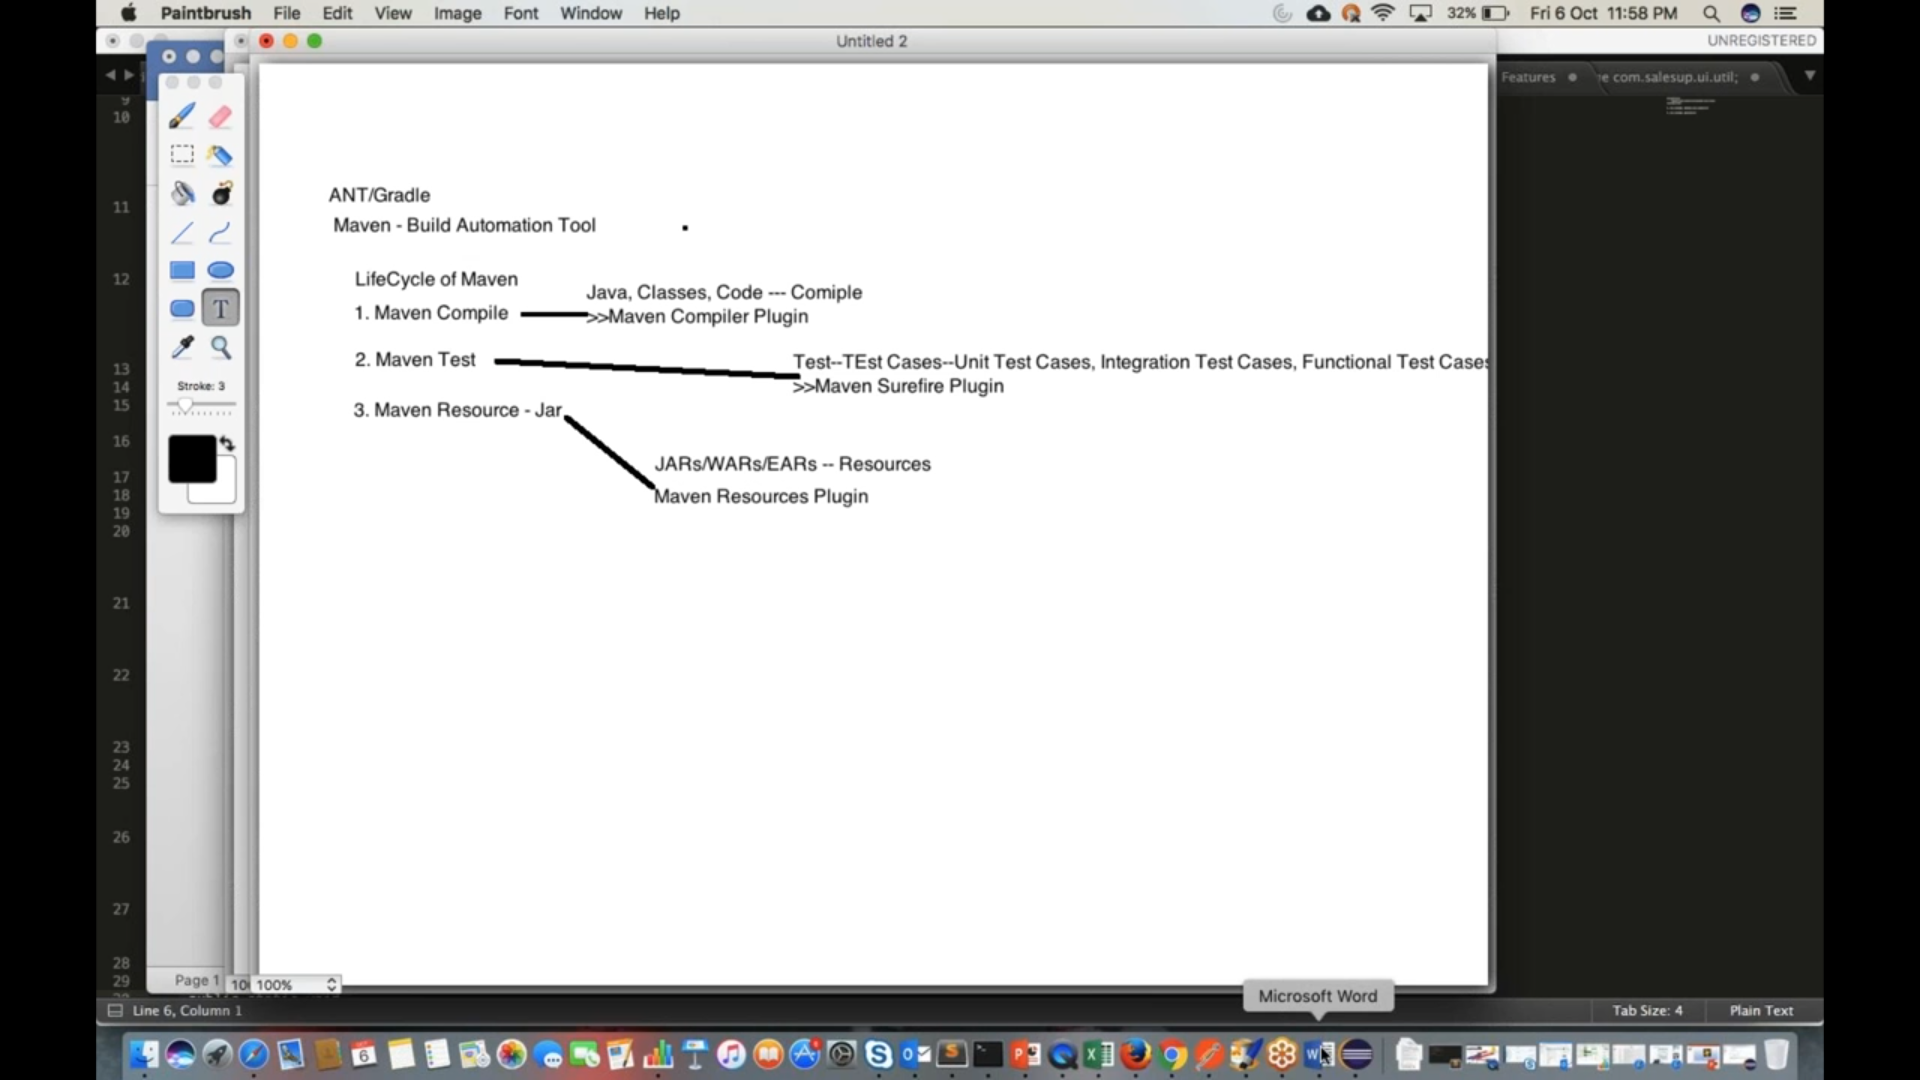 Paintbrush File Edit View Image Font Window Help 32% Fri 6 Oct 11:58 PM
Untitled 2
UNREGISTERED
Features
e com.salesup.ui.util;
9
10
11
12
13
14
15
16
17
18
19
20
21
22
23
24
25
26
27
28
29
Stroke: 3
T
ANT/Gradle
Maven - Build Automation Tool
LifeCycle of Maven
1. Maven Compile
Java, Classes, Code --- Comiple
>>Maven Compiler Plugin
2. Maven Test
Test--TEst Cases--Unit Test Cases, Integration Test Cases, Functional Test Cases
>>Maven Surefire Plugin
3. Maven Resource - Jar
JARs/WARs/EARs -- Resources
Maven Resources Plugin
Page 1
10
100%
Microsoft Word
Line 6, Column 1
Tab Size: 4
Plain Text
6